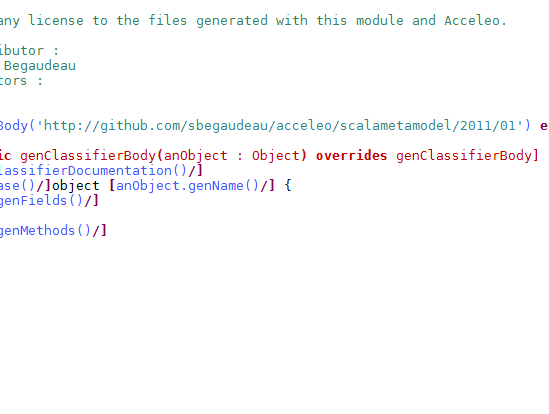 any license to the files generated with this module and Acceleo.
ibutor :
Begaudeau
tors :
Body('http://github.com/sbegaudeau/acceleo/scalametamodel/2011/01') e
ic genClassifierBody(anObject : Object) overrides genClassifierBody]
lassifierDocumentation()/]
ase()/]object [anObject.genName()/] {
genFields()/]
genMethods()/]